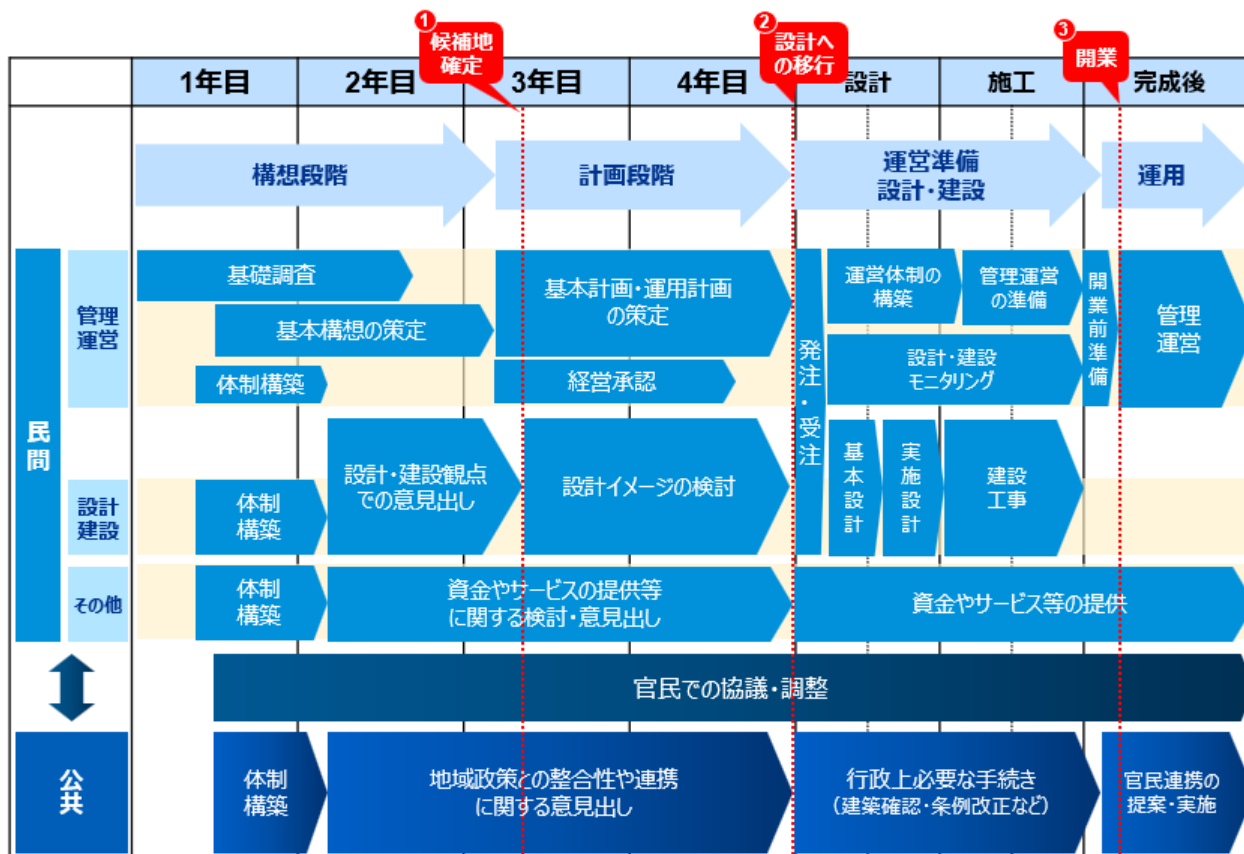 1
候補地
確定
2
設計へ
の移行
3
開業
1年目
2年目
3年目
4年目
設計
施工
完成後
構想段階
計画段階
運営準備
設計・建設
運用
民間
管理
運営
基礎調査
基本構想の策定
体制構築
基本計画・運用計画
の策定
経営承認
発注・受注
運営体制の
構築
管理運営
の準備
設計・建設
モニタリング
開業前準備
管理
運営
設計
建設
体制
構築
設計・建設観点
での意見出し
設計イメージの検討
基本設計
実施設計
建設
工事
その他
体制
構築
資金やサービスの提供等
に関する検討・意見出し
資金やサービス等の提供
官民での協議・調整
公共
体制
構築
地域政策との整合性や連携
に関する意見出し
行政上必要な手続き
（建築確認・条例改正など）
官民連携の
提案・実施